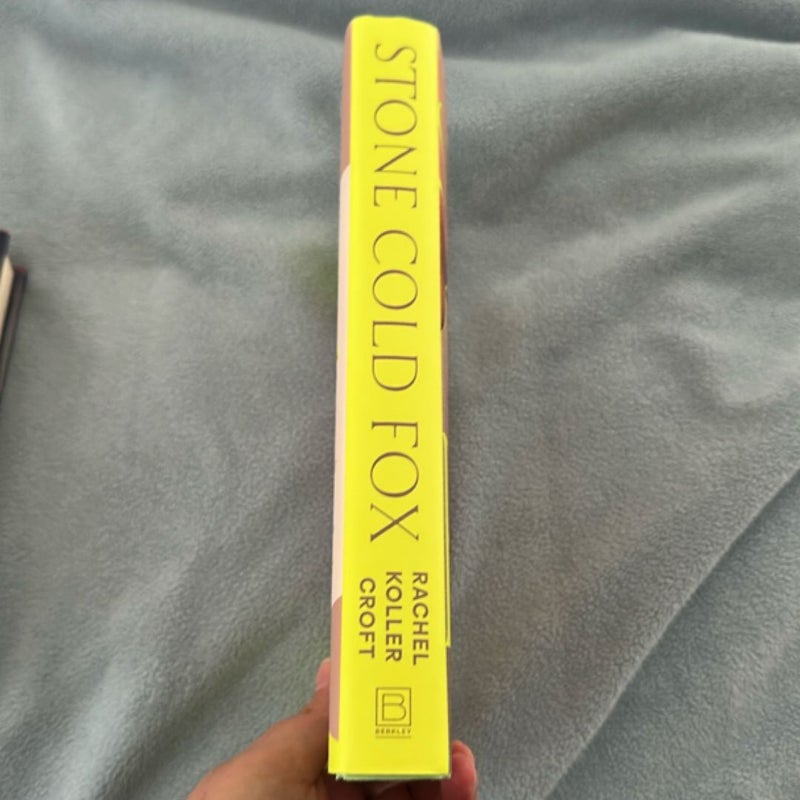 STONE COLD FOX
RACHEL
KOLLER
CROFT
B
BERKLEY